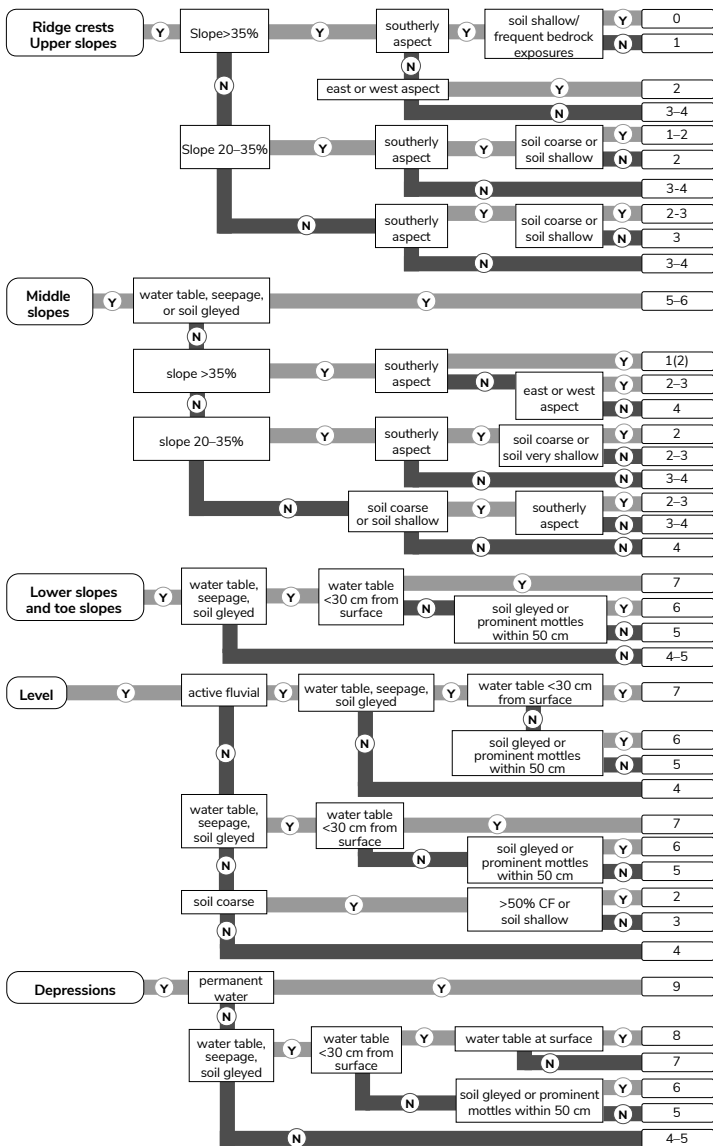 Ridge crests
Upper slopes
Y
Slope>35%
Y
southerly
aspect
Y
soil shallow/
frequent bedrock
exposures
Y
0
N
1
N
N
east or west aspect
Y
2
N
3–4
Slope 20–35%
Y
southerly
aspect
Y
soil coarse or
soil shallow
Y
1–2
N
2
N
3-4
N
southerly
aspect
Y
soil coarse or
soil shallow
Y
2-3
N
3
N
3–4
Middle
slopes
Y
water table, seepage,
or soil gleyed
Y
5–6
N
slope >35%
Y
southerly
aspect
Y
1(2)
N
east or west
aspect
Y
2–3
N
4
N
slope 20–35%
Y
southerly
aspect
Y
soil coarse or
soil very shallow
Y
2
N
2–3
N
N
3–4
N
soil coarse
or soil shallow
Y
southerly
aspect
Y
2–3
N
3–4
N
N
4
Lower slopes
and toe slopes
Y
water table,
seepage,
soil gleyed
Y
water table
<30 cm from
surface
Y
7
N
soil gleyed or
prominent mottles
within 50 cm
Y
6
N
5
N
4–5
Level
Y
active fluvial
Y
water table, seepage,
soil gleyed
Y
water table <30 cm
from surface
Y
7
N
soil gleyed or
prominent mottles
within 50 cm
Y
6
N
5
N
4
N
water table,
seepage,
soil gleyed
Y
water table
<30 cm from
surface
Y
7
N
soil gleyed or
prominent mottles
within 50 cm
Y
6
N
5
N
soil coarse
Y
>50% CF or
soil shallow
Y
2
N
3
N
4
Depressions
Y
permanent
water
Y
9
N
water table,
seepage,
soil gleyed
Y
water table
<30 cm from
surface
Y
water table at surface
Y
8
N
7
N
soil gleyed or prominent
mottles within 50 cm
Y
6
N
5
N
4–5